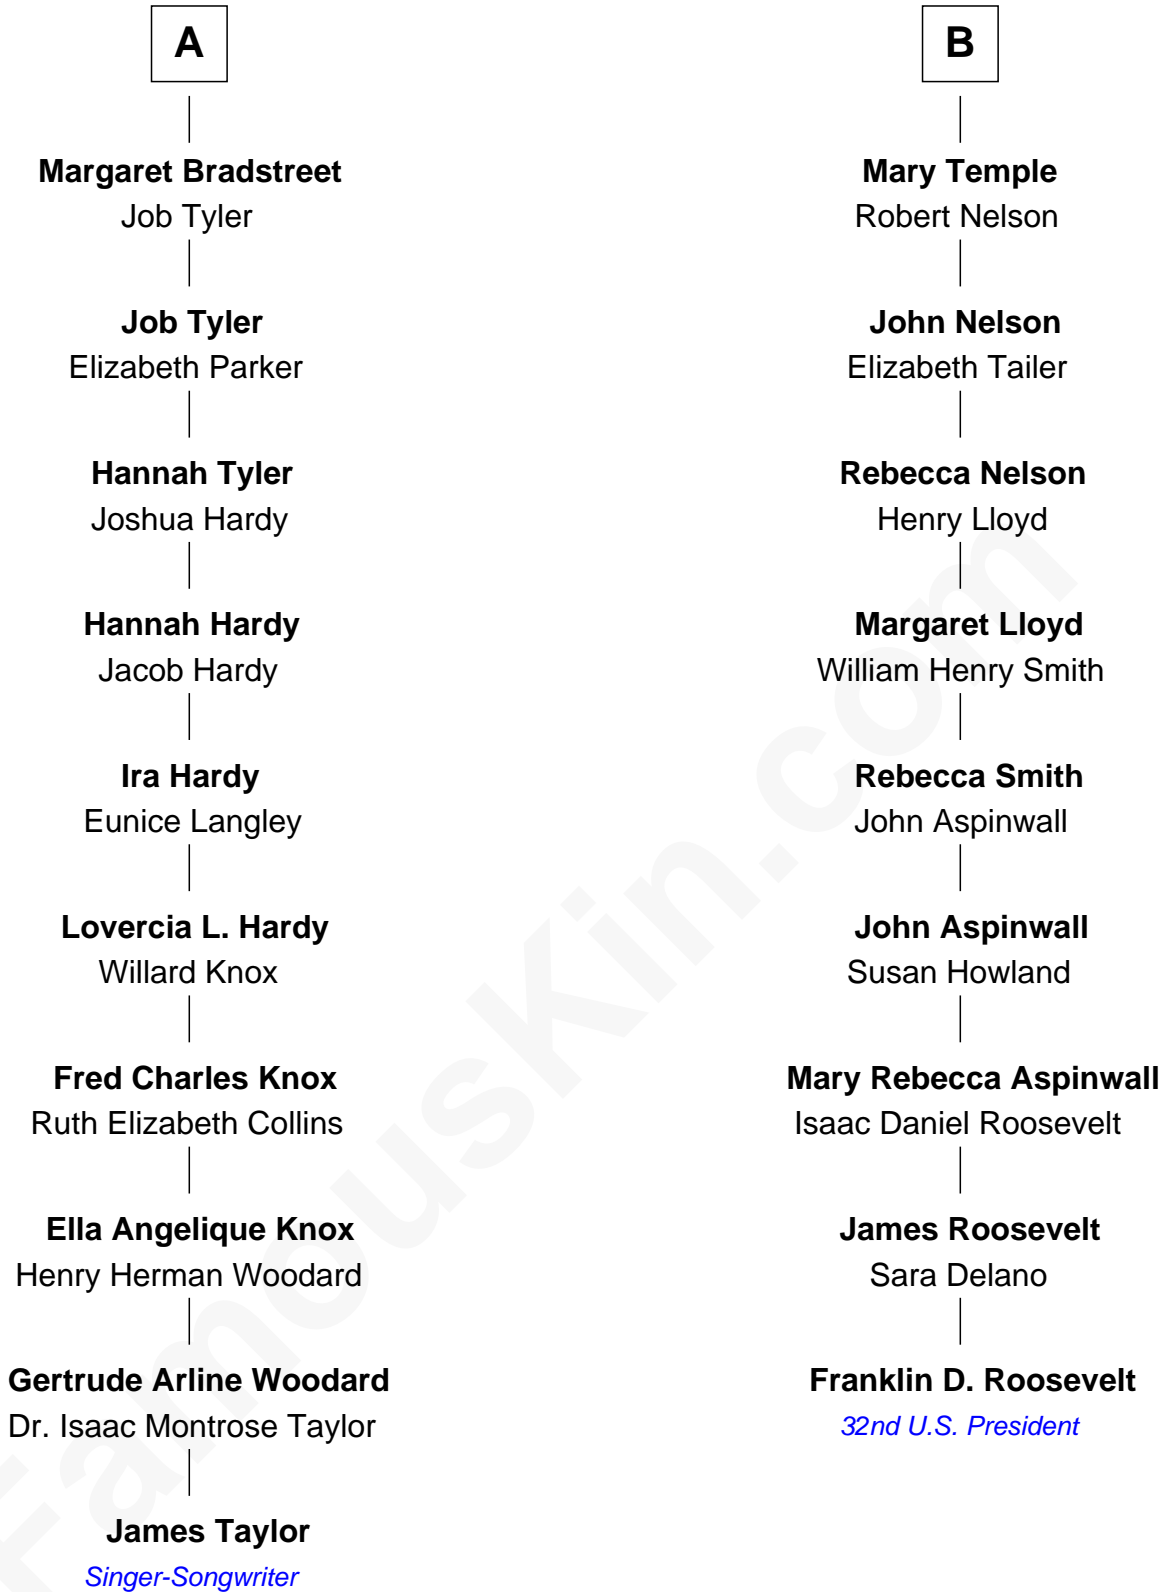 A
Margaret Bradstreet
Job Tyler
Job Tyler
Elizabeth Parker
Hannah Tyler
Joshua Hardy
Hannah Hardy
Jacob Hardy
Ira Hardy
Eunice Langley
Lovercia L. Hardy
Willard Knox
Fred Charles Knox
Ruth Elizabeth Collins
Ella Angelique Knox
Henry Herman Woodard
Gertrude Arline Woodard
Dr. Isaac Montrose Taylor
James Taylor
Singer-Songwriter
B
Mary Temple
Robert Nelson
John Nelson
Elizabeth Tailer
Rebecca Nelson
Henry Lloyd
Margaret Lloyd
William Henry Smith
Rebecca Smith
John Aspinwall
John Aspinwall
Susan Howland
Mary Rebecca Aspinwall
Isaac Daniel Roosevelt
James Roosevelt
Sara Delano
Franklin D. Roosevelt
32nd U.S. President
FamousKin.com